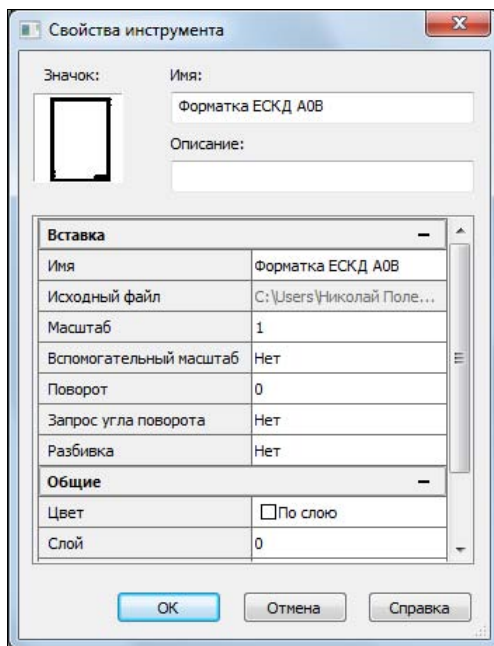 Свойства инструмента
Значок:
Имя:
Форматка ЕСКД А0В
Описание:
Вставка
Имя Форматка ЕСКД А0В
Исходный файл C:\Users\Николай Поле...
Масштаб 1
Вспомогательный масштаб Нет
Поворот 0
Запрос угла поворота Нет
Разбивка Нет
Общие
Цвет По слою
Слой 0
ОК Отмена Справка